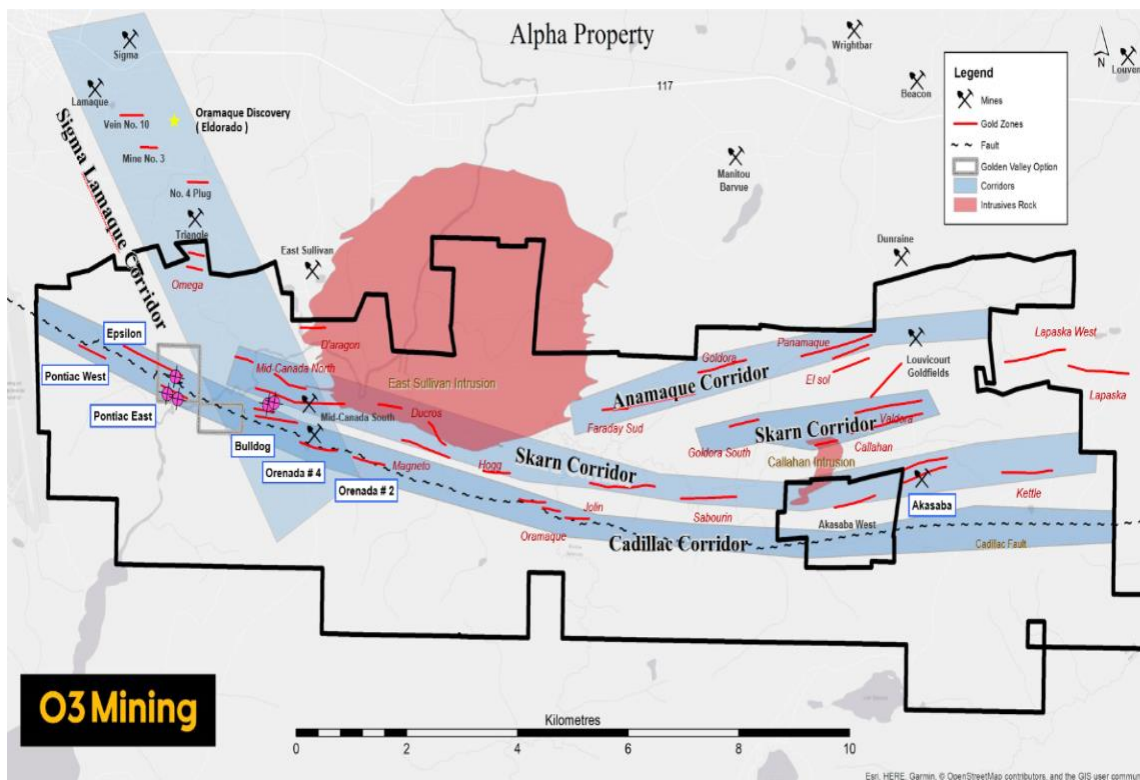 Alpha Property
Sigma
Wrightbar
N
Louven
Legend
Mines
Gold Zones
Fault
Golden Valley Option
Corridors
Intrusives Rock
117
Beacon
Lamaque
Oramaque Discovery
( Eldorado )
Vein No. 10
Mine No. 3
Sigma Lamaque Corridor
No. 4 Plug
Manitou
Barvue
Triangle
East Sullivan
Dunraine
Omega
Epsilon
D'aragon
Pontiac West
Mid-Canada North
East Sullivan Intrusion
Goldora
Panamaque
Louvicourt
Goldfields
Lapaska West
El sol
Lapaska
Anamaque Corridor
Pontiac East
Mid-Canada South
Ducros
Faraday Sud
Valdora
Skarn Corridor
Bulldog
Goldora South
Callahan
Callahan Intrusion
Orenada # 4
Magneto
Hogg
Skarn Corridor
Orenada # 2
Jolin
Sabourin
Akasaba
Kettle
Oramaque
Akasaba West
Cadillac Corridor
Cadillac Fault
O3 Mining
Kilometres
0 2 4 6 8 10
Esri, HERE, Garmin, © OpenStreetMap contributors, and the GIS user commun